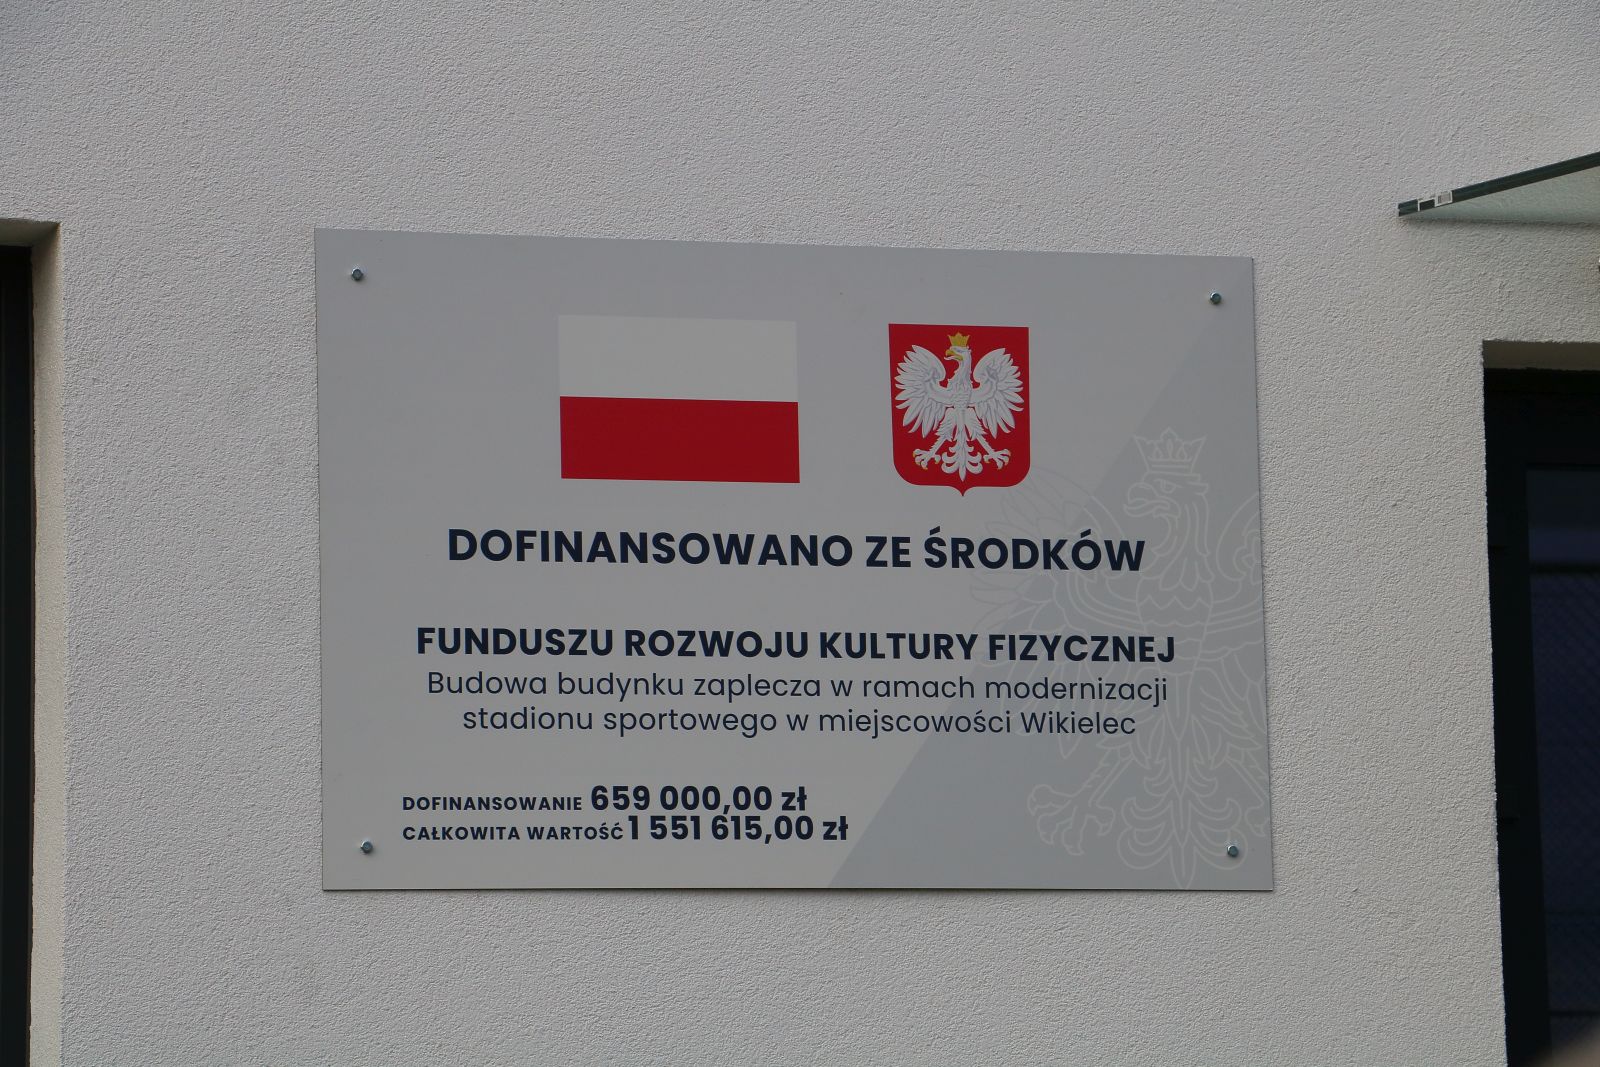 DOFINANSOWANO ZE ŚRODKÓW
FUNDUSZU ROZWOJU KULTURY FIZYCZNEJ
Budowa budynku zaplecza w ramach modernizacji
stadionu sportowego w miejscowości Wikielec
DOFINANSOWANIE 659 000,00 zł
CAŁKOWITA WARTOŚĆ 1 551 615,00 zł